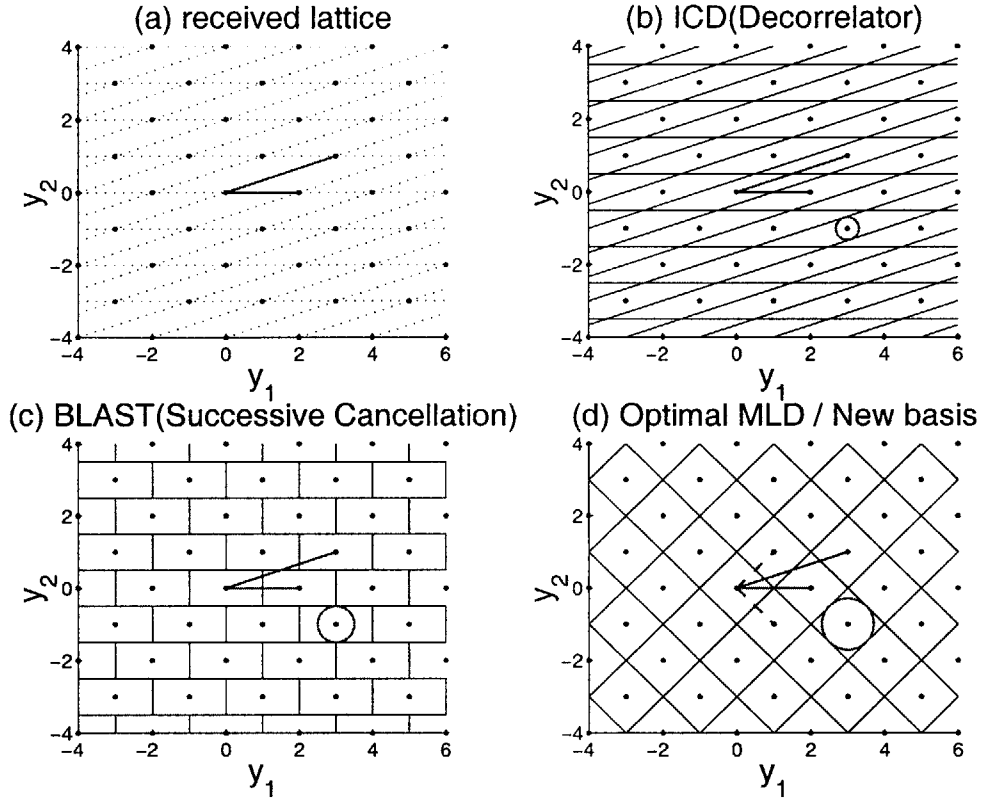 (a) received lattice
4
2
0
−2
−4
y2
−4 −2 0 2 4 6
y1
(b) ICD(Decorrelator)
4
2
0
−2
−4
y2
−4 −2 0 2 4 6
y1
(c) BLAST(Successive Cancellation)
4
2
0
−2
−4
y2
−4 −2 0 2 4 6
y1
(d) Optimal MLD / New basis
4
2
0
−2
−4
y2
−4 −2 0 2 4 6
y1